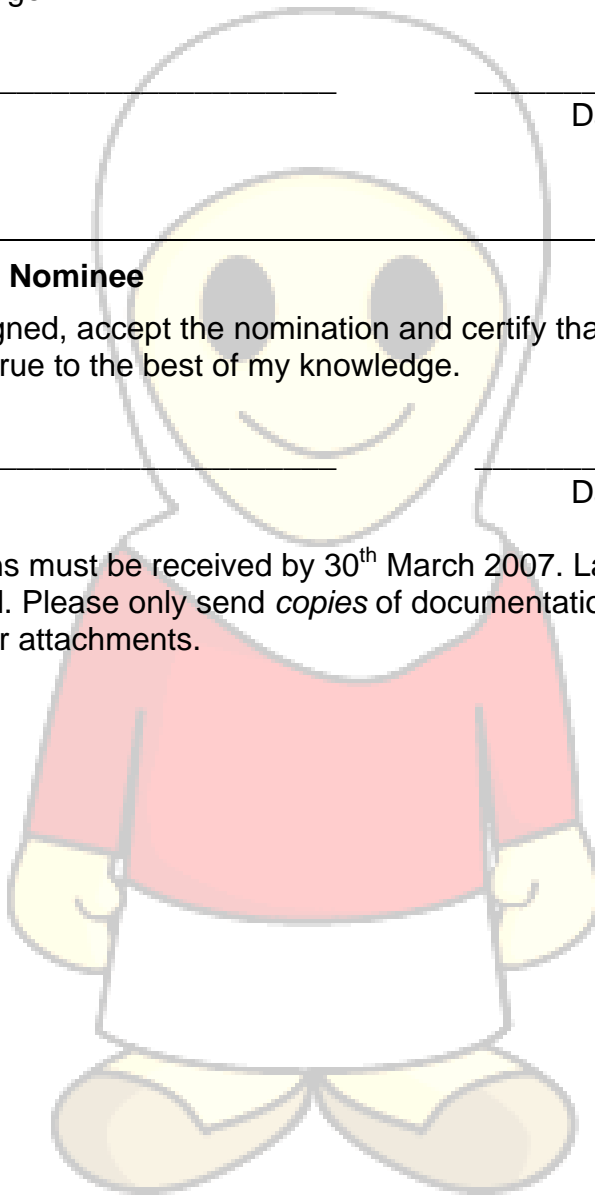 D
Nominee
gned, accept the nomination and certify tha
rue to the best of my knowledge.
D
ns must be received by 30th March 2007. La
d. Please only send copies of documentatio
r attachments.